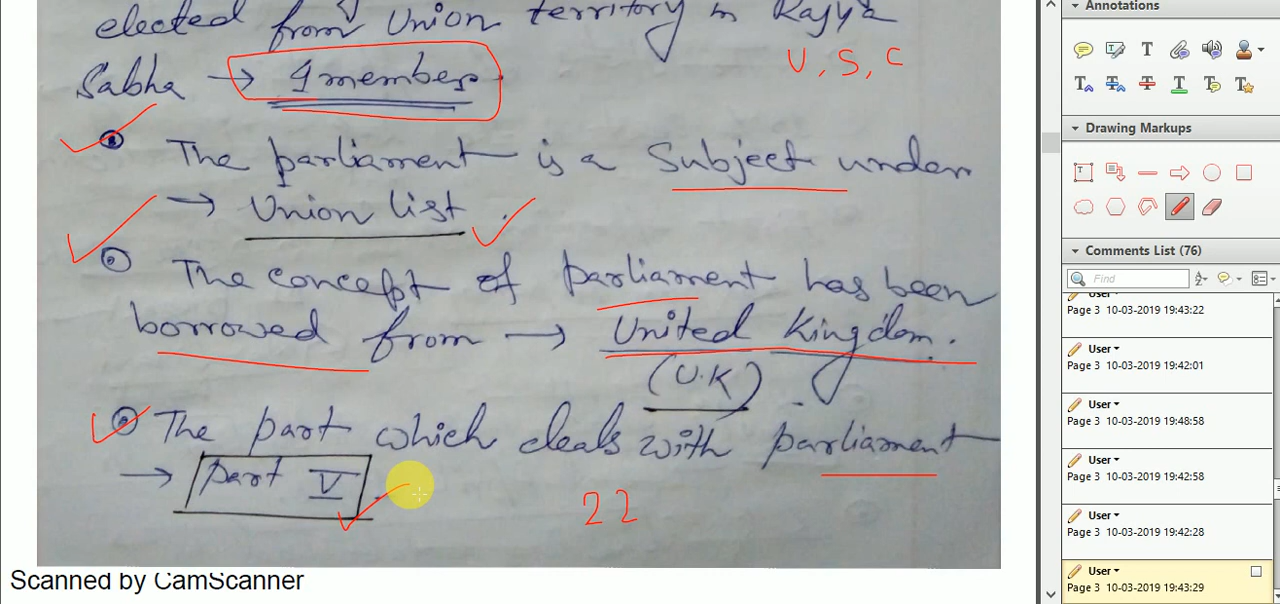 elected from Union territory in Rajya
U, S, C
Sabha → 4 members
The parliament is a Subject under
→ Union list .
The concept of parliament has been
borrowed from → United Kingdom.
(U.K) .
The part which deals with parliament
→ Part V .
22
Scanned by CamScanner
Annotations
Drawing Markups
Comments List (76)
Find
User
Page 3 10-03-2019 19:43:22
User
Page 3 10-03-2019 19:42:01
User
Page 3 10-03-2019 19:48:58
User
Page 3 10-03-2019 19:42:58
User
Page 3 10-03-2019 19:42:28
User
Page 3 10-03-2019 19:43:29